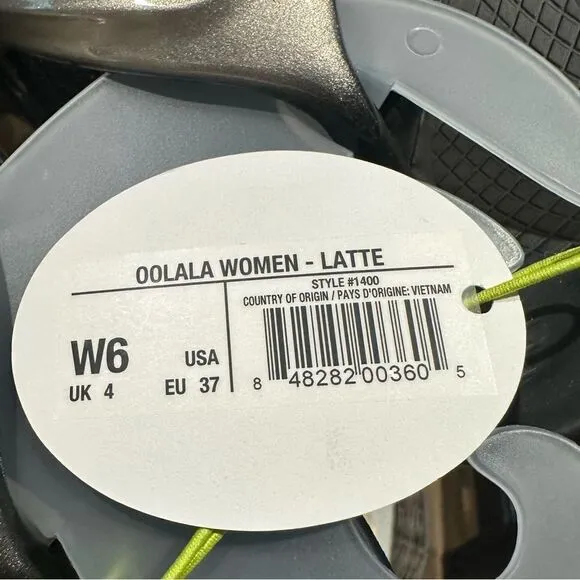 OOLALA WOMEN - LATTE
STYLE #1400
COUNTRY OF ORIGIN / PAYS D'ORIGINE: VIETNAM
W6 USA
UK 4 EU 37
8 48282 00360 5